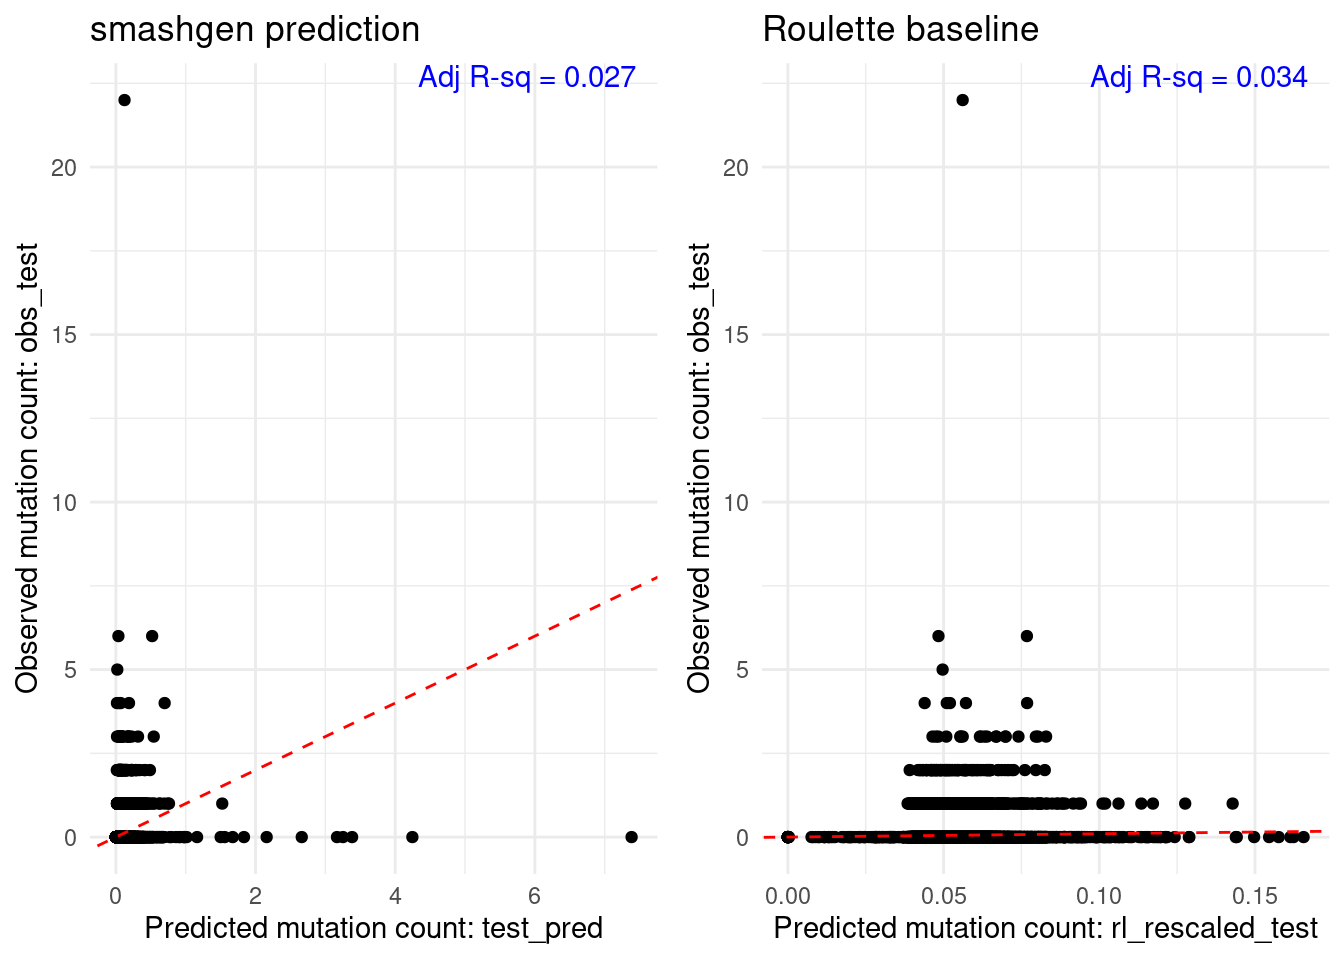 smashgen prediction
Adj R-sq = 0.027
20
15
10
5
0
0 2 4 6
Observed mutation count: obs_test
Predicted mutation count: test_pred
Roulette baseline
Adj R-sq = 0.034
20
15
10
5
0
0.00 0.05 0.10 0.15
Observed mutation count: obs_test
Predicted mutation count: rl_rescaled_test